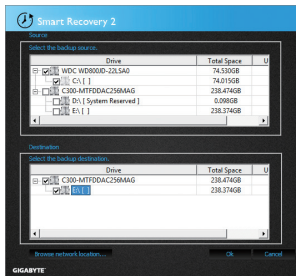 Smart Recovery 2
Source
Select the backup source.
Drive Total Space U
WDC WD800JD-22LSA0 74.530GB
C:\ [ ] 74.015GB
C300-MTFDDAC256MAG 238.474GB
D:\ [ System Reserved ] 0.098GB
E:\ [ ] 238.374GB
Destination
Select the backup destination.
Drive Total Space U
C300-MTFDDAC256MAG 238.474GB
E:\ [ ] 238.374GB
Browse network location.... Ok Cancel
GIGABYTE